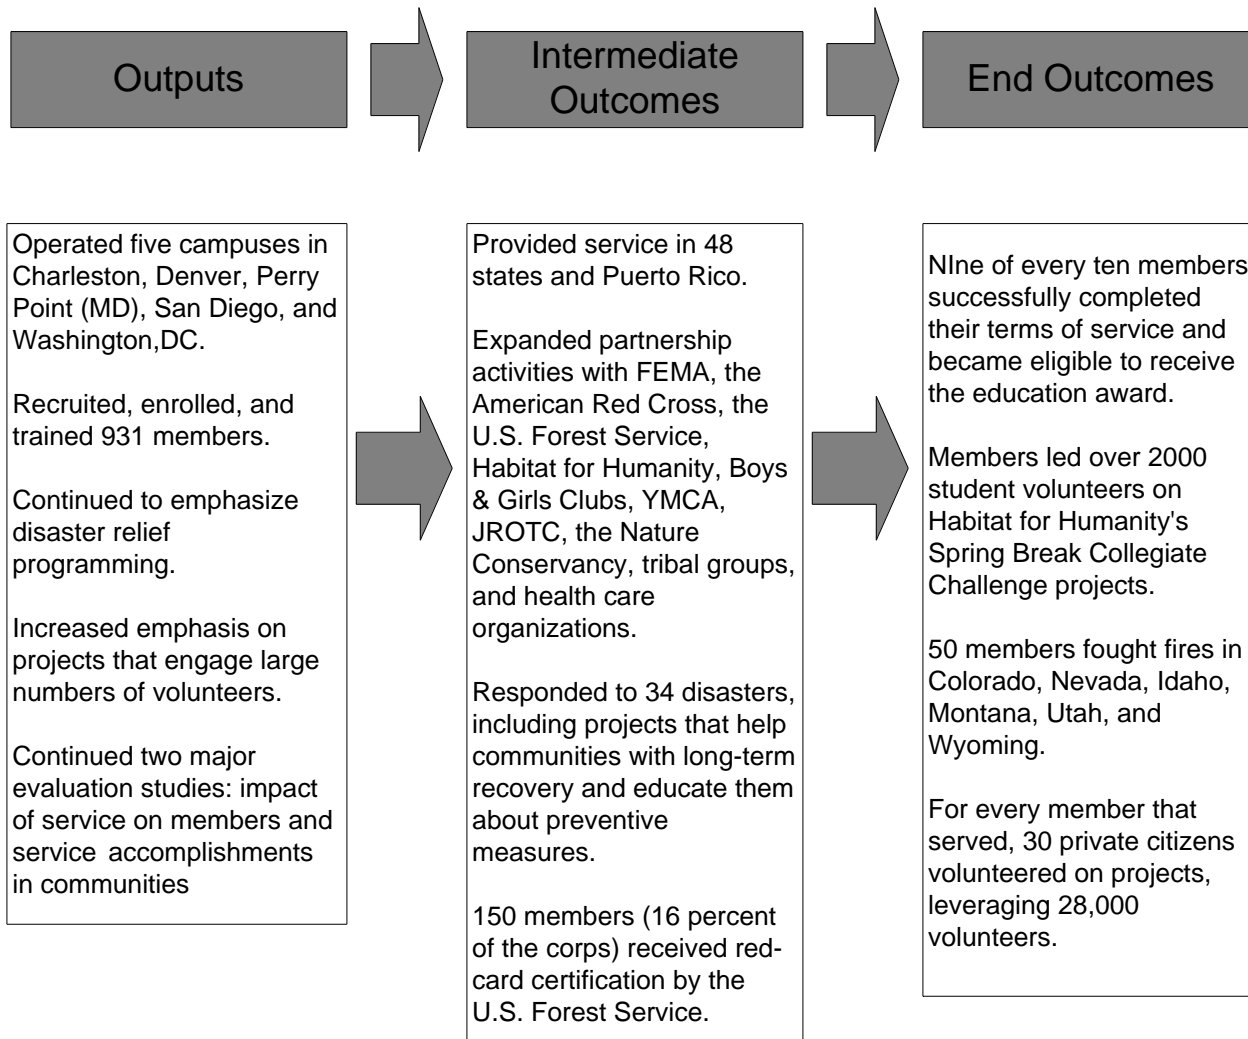 Outputs
Intermediate
Outcomes
End Outcomes
Operated five campuses in
Charleston, Denver, Perry
Point (MD), San Diego, and
Washington,DC.
Recruited, enrolled, and
trained 931 members.
Continued to emphasize
disaster relief
programming.
Increased emphasis on
projects that engage large
numbers of volunteers.
Continued two major
evaluation studies: impact
of service on members and
service accomplishments
in communities
Provided service in 48
states and Puerto Rico.
Expanded partnership
activities with FEMA, the
American Red Cross, the
U.S. Forest Service,
Habitat for Humanity, Boys
& Girls Clubs, YMCA,
JROTC, the Nature
Conservancy, tribal groups,
and health care
organizations.
Responded to 34 disasters,
including projects that help
communities with long-term
recovery and educate them
about preventive
measures.
150 members (16 percent
of the corps) received red-
card certification by the
U.S. Forest Service.
NIne of every ten members
successfully completed
their terms of service and
became eligible to receive
the education award.
Members led over 2000
student volunteers on
Habitat for Humanity's
Spring Break Collegiate
Challenge projects.
50 members fought fires in
Colorado, Nevada, Idaho,
Montana, Utah, and
Wyoming.
For every member that
served, 30 private citizens
volunteered on projects,
leveraging 28,000
volunteers.